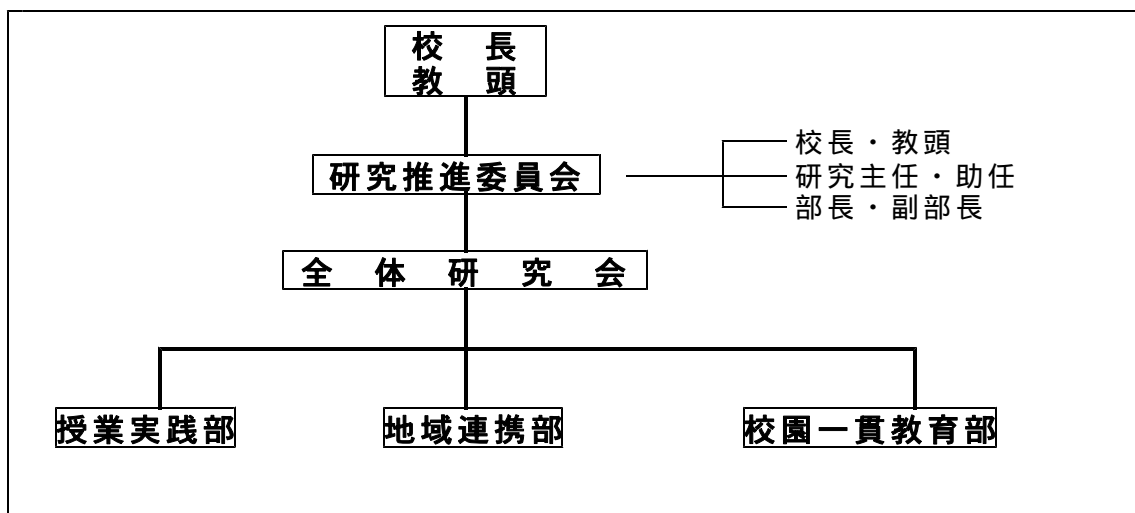 校長
教頭
研究推進委員会
校長・教頭
研究主任・助任
部長・副部長
全体研究会
授業実践部
地域連携部
校園一貫教育部